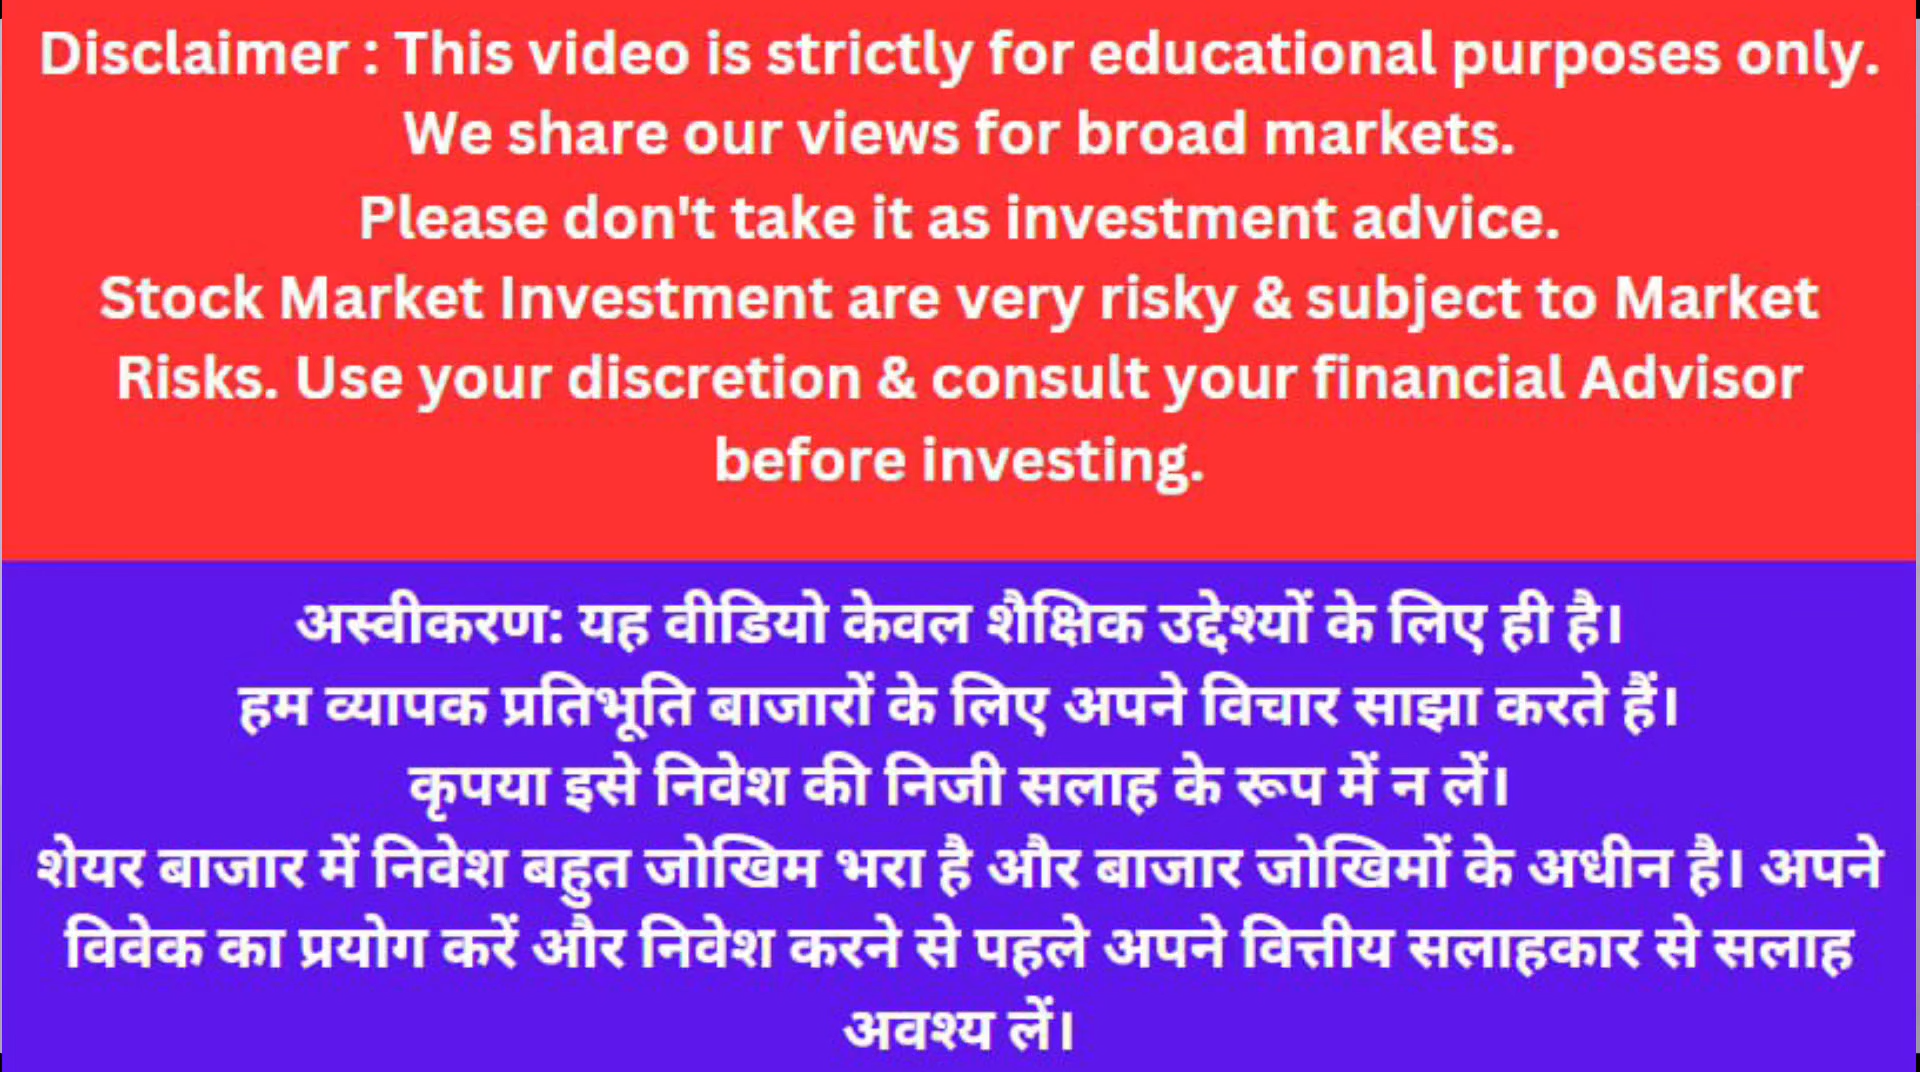 Disclaimer : This video is strictly for educational purposes only.
We share our views for broad markets.
Please don't take it as investment advice.
Stock Market Investment are very risky & subject to Market
Risks. Use your discretion & consult your financial Advisor
before investing.
अस्वीकरण: यह वीडियो केवल शैक्षिक उद्देश्यों के लिए ही है।
हम व्यापक प्रतिभूति बाजारों के लिए अपने विचार साझा करते हैं।
कृपया इसे निवेश की निजी सलाह के रूप में न लें।
शेयर बाजार में निवेश बहुत जोखिम भरा है और बाजार जोखिमों के अधीन है। अपने
विवेक का प्रयोग करें और निवेश करने से पहले अपने वित्तीय सलाहकार से सलाह
अवश्य लें।